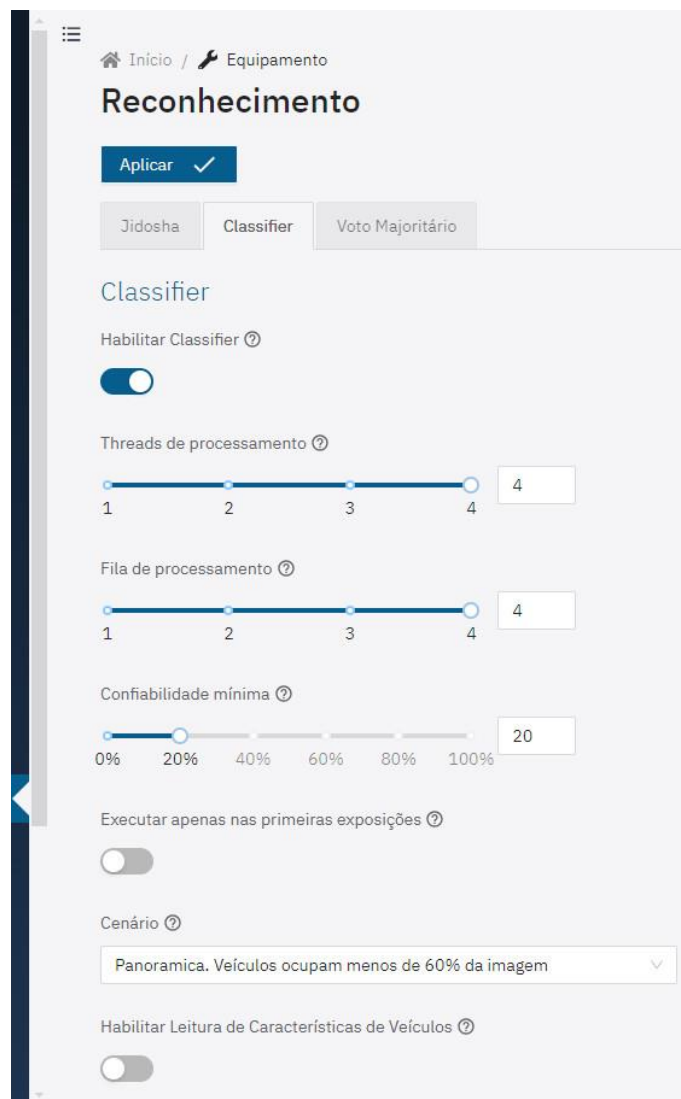 Início / Equipamento
Reconhecimento
Aplicar
Jidosha Classifier Voto Majoritário
Classifier
Habilitar Classifier
Threads de processamento
4
1 2 3 4
Fila de processamento
4
1 2 3 4
Confiabilidade mínima
20
0% 20% 40% 60% 80% 100%
Executar apenas nas primeiras exposições
Cenário
Panoramica. Veículos ocupam menos de 60% da imagem
Habilitar Leitura de Características de Veículos